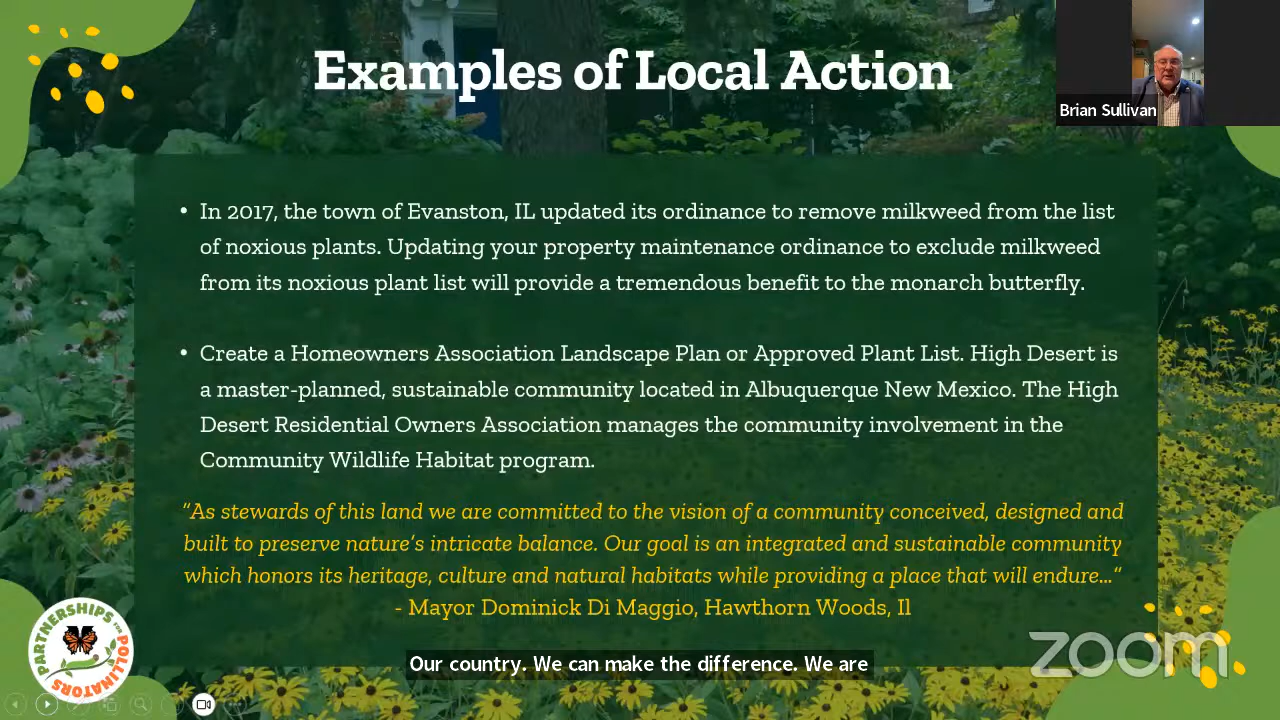 Examples of Local Action
Brian Sullivan
• In 2017, the town of Evanston, IL updated its ordinance to remove milkweed from the list
of noxious plants. Updating your property maintenance ordinance to exclude milkweed
from its noxious plant list will provide a tremendous benefit to the monarch butterfly.
• Create a Homeowners Association Landscape Plan or Approved Plant List. High Desert is
a master-planned, sustainable community located in Albuquerque New Mexico. The High
Desert Residential Owners Association manages the community involvement in the
Community Wildlife Habitat program.
“As stewards of this land we are committed to the vision of a community conceived, designed and
built to preserve nature’s intricate balance. Our goal is an integrated and sustainable community
which honors its heritage, culture and natural habitats while providing a place that will endure...“
- Mayor Dominick Di Maggio, Hawthorn Woods, Il
PARTNERSHIPS FOR POLLINATORS
zoom
Our country. We can make the difference. We are